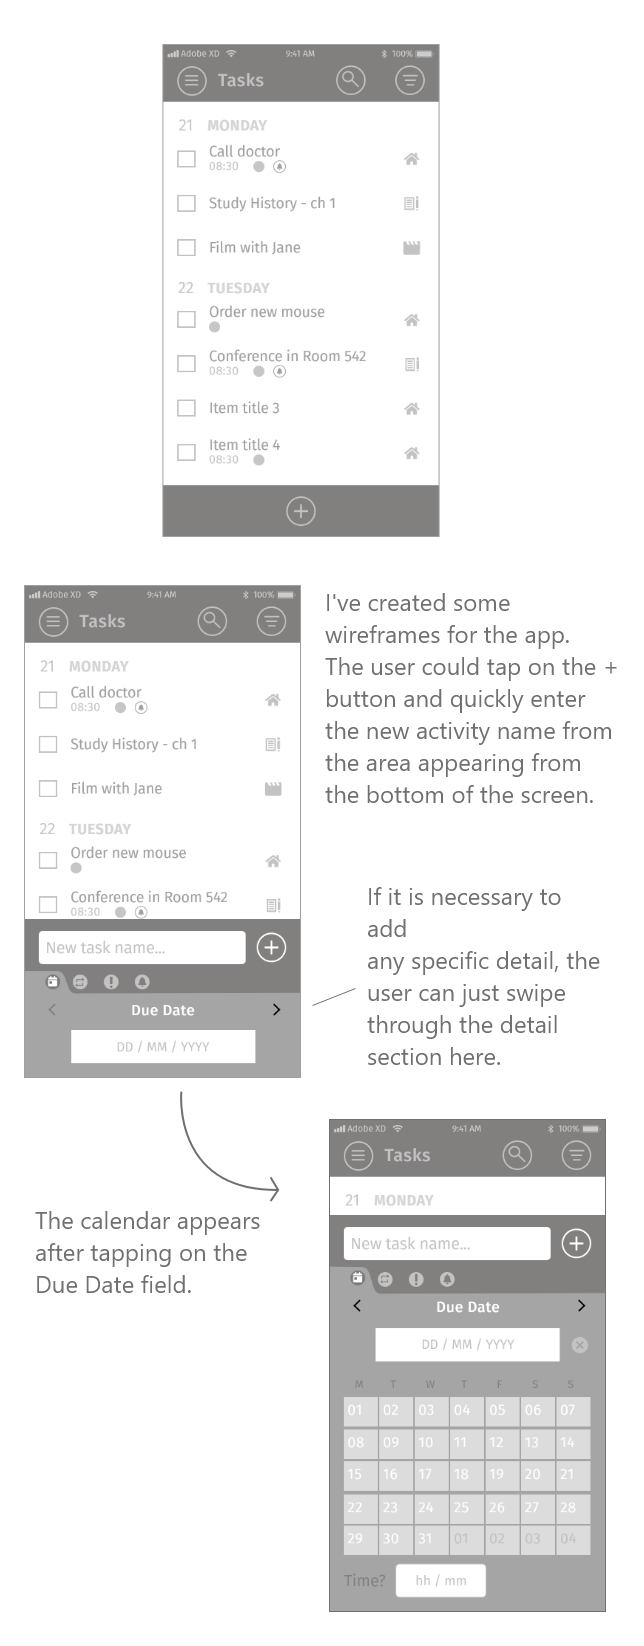 Adobe XD 9:41 AM 100%
Tasks
21 MONDAY
Call doctor
08:30
Study History - ch 1
Film with Jane
22 TUESDAY
Order new mouse
Conference in Room 542
08:30
Item title 3
Item title 4
08:30
Adobe XD 9:41 AM 100%
Tasks
21 MONDAY
Call doctor
08:30
Study History - ch 1
Film with Jane
22 TUESDAY
Order new mouse
Conference in Room 542
08:30
New task name...
Due Date
DD / MM / YYYY
I've created some
wireframes for the app.
The user could tap on the +
button and quickly enter
the new activity name from
the area appearing from
the bottom of the screen.
If it is necessary to
add
any specific detail, the
user can just swipe
through the detail
section here.
The calendar appears
after tapping on the
Due Date field.
Adobe XD 9:41 AM 100%
Tasks
21 MONDAY
New task name...
Due Date
DD / MM / YYYY
M T W T F S S
01 02 03 04 05 06 07
08 09 10 11 12 13 14
15 16 17 18 19 20 21
22 23 24 25 26 27 28
29 30 31 01 02 03 04
Time? hh / mm